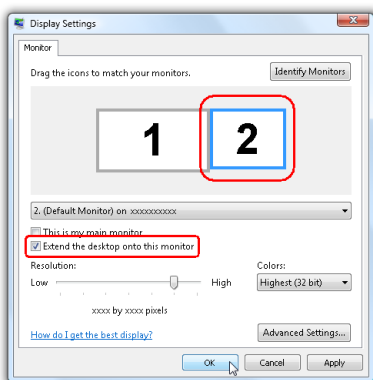 Display Settings
Monitor
Drag the icons to match your monitors.
Identify Monitors
1
2
2. (Default Monitor) on xxxxxxxxxx
This is my main monitor
Extend the desktop onto this monitor
Resolution:
Colors:
Low
High
Highest (32 bit)
xxxx by xxxx pixels
How do I get the best display?
Advanced Settings...
OK
Cancel
Apply